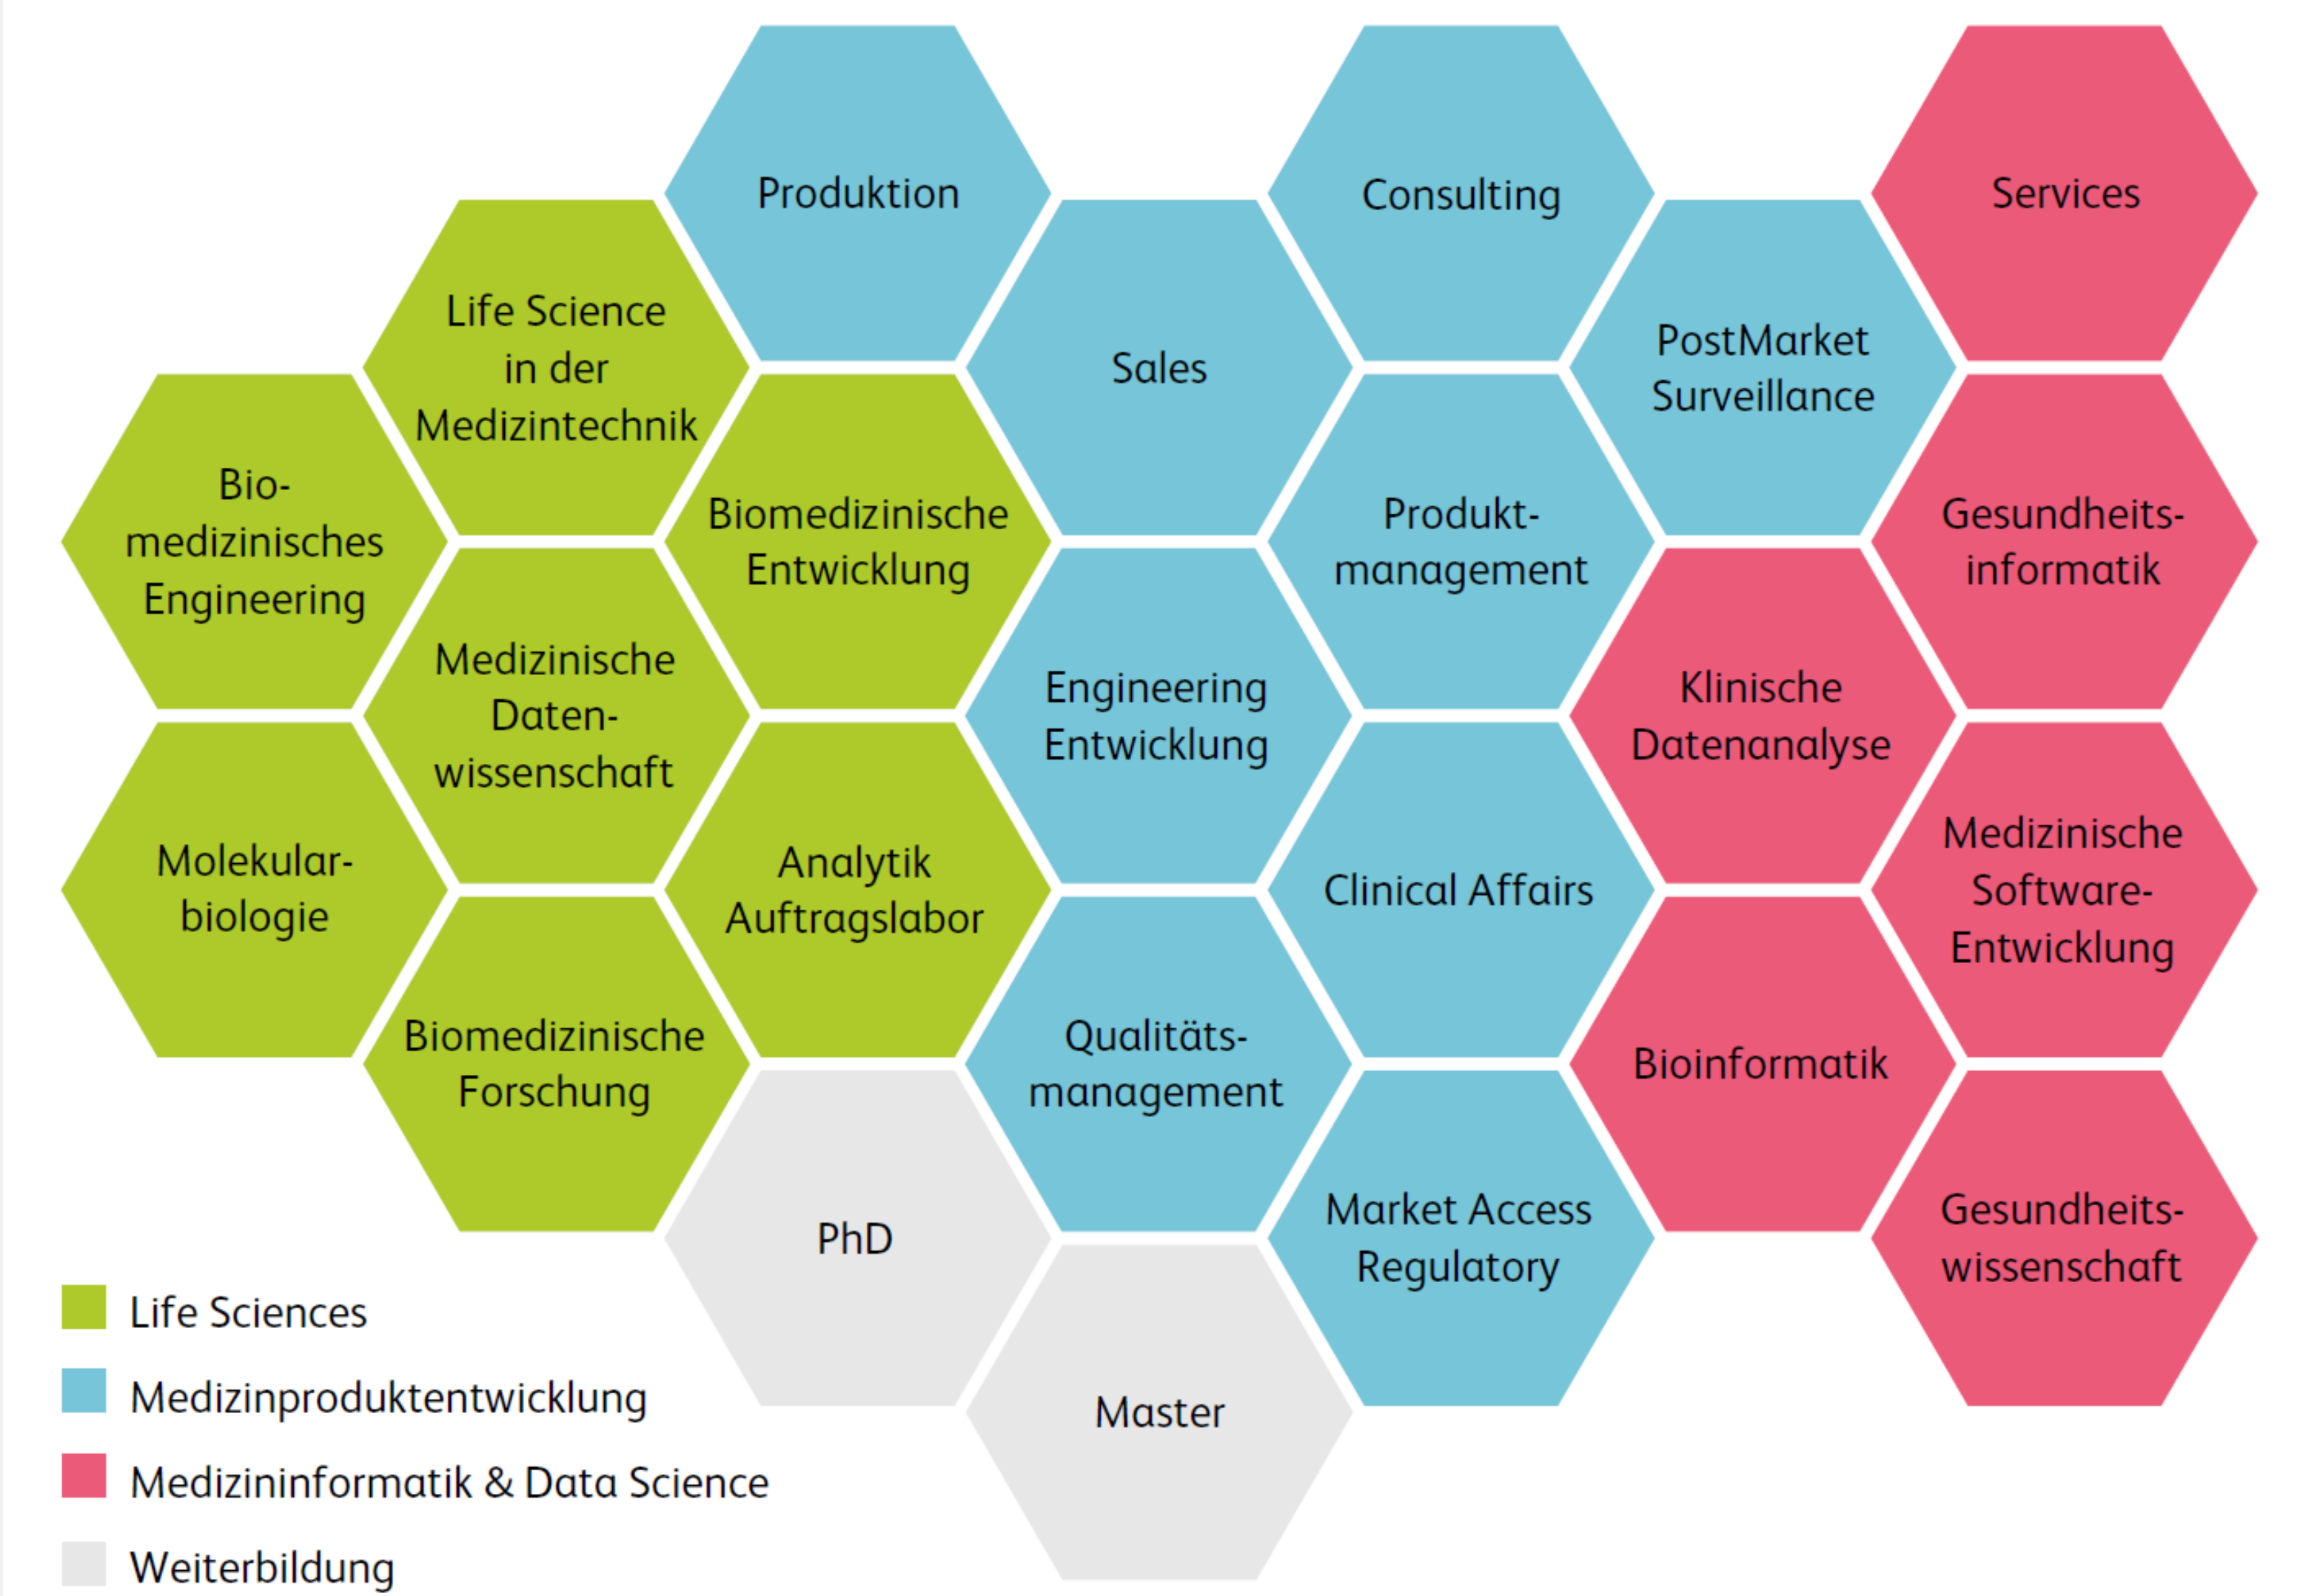 Produktion
Consulting
Services
Life Science
in der
Medizintechnik
Sales
PostMarket
Surveillance
Bio-
medizinisches
Engineering
Biomedizinische
Entwicklung
Produkt-
management
Gesundheits-
informatik
Medizinische
Daten-
wissenschaft
Engineering
Entwicklung
Klinische
Datenanalyse
Molekular-
biologie
Analytik
Auftragslabor
Clinical Affairs
Medizinische
Software-
Entwicklung
Biomedizinische
Forschung
Qualitäts-
management
Bioinformatik
PhD
Market Access
Regulatory
Gesundheits-
wissenschaft
Master
Life Sciences
Medizinproduktentwicklung
Medizininformatik & Data Science
Weiterbildung